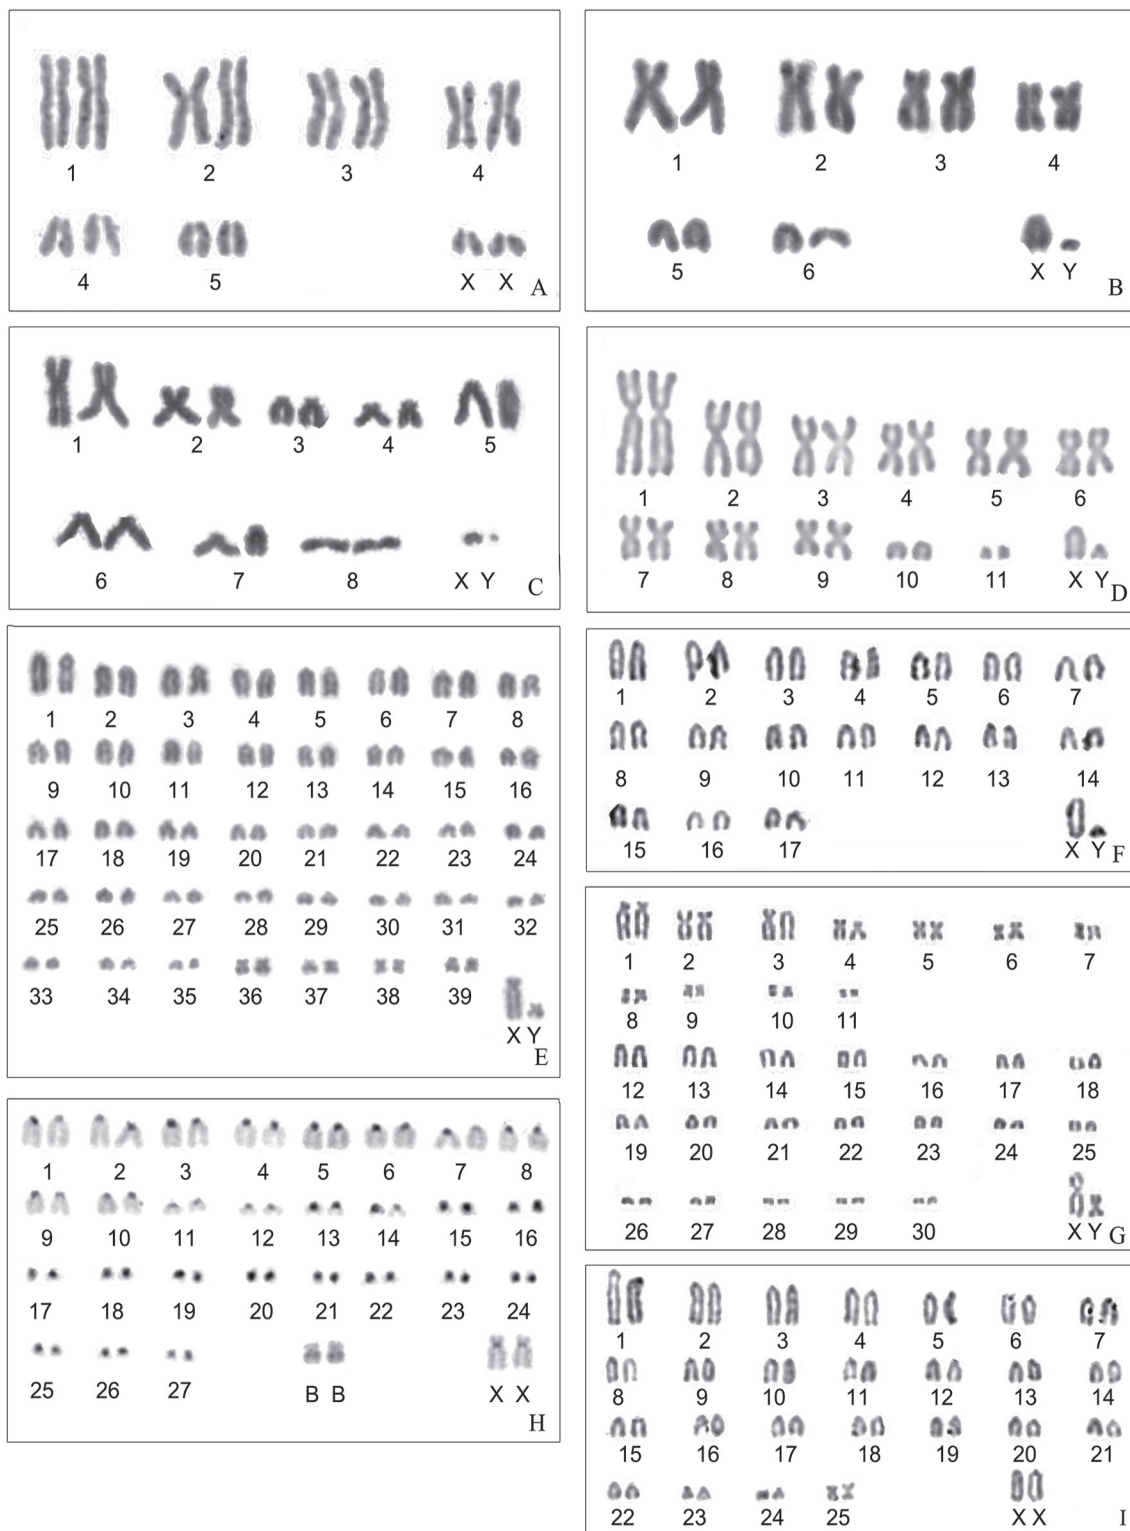 1 2 3 4
4 5 X X A
1 2 3 4
5 6 X Y B
1 2 3 4 5
6 7 8 X Y C
1 2 3 4 5 6
7 8 9 10 11 X Y D
1 2 3 4 5 6 7 8
9 10 11 12 13 14 15 16
17 18 19 20 21 22 23 24
25 26 27 28 29 30 31 32
33 34 35 36 37 38 39
X Y
E
1 2 3 4 5 6 7
8 9 10 11 12 13 14
15 16 17 X Y F
1 2 3 4 5 6 7
8 9 10 11
12 13 14 15 16 17 18
19 20 21 22 23 24 25
26 27 28 29 30 X Y G
1 2 3 4 5 6 7 8
9 10 11 12 13 14 15 16
17 18 19 20 21 22 23 24
25 26 27 B B X X
H
1 2 3 4 5 6 7
8 9 10 11 12 13 14
15 16 17 18 19 20 21
22 23 24 25 X X I